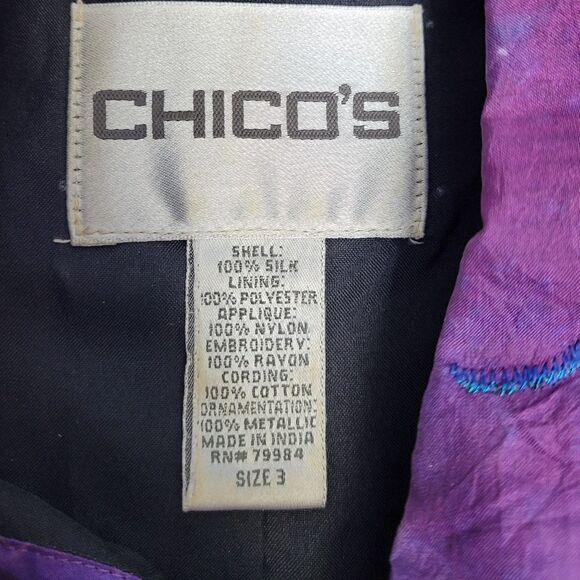 CHICO'S
SHELL:
100% SILK
LINING:
100% POLYESTER
APPLIQUE:
100% NYLON
EMBROIDERY:
100% RAYON
CORDING:
100% COTTON
ORNAMENTATION:
100% METALLIC
MADE IN INDIA
RN# 79984
SIZE 3